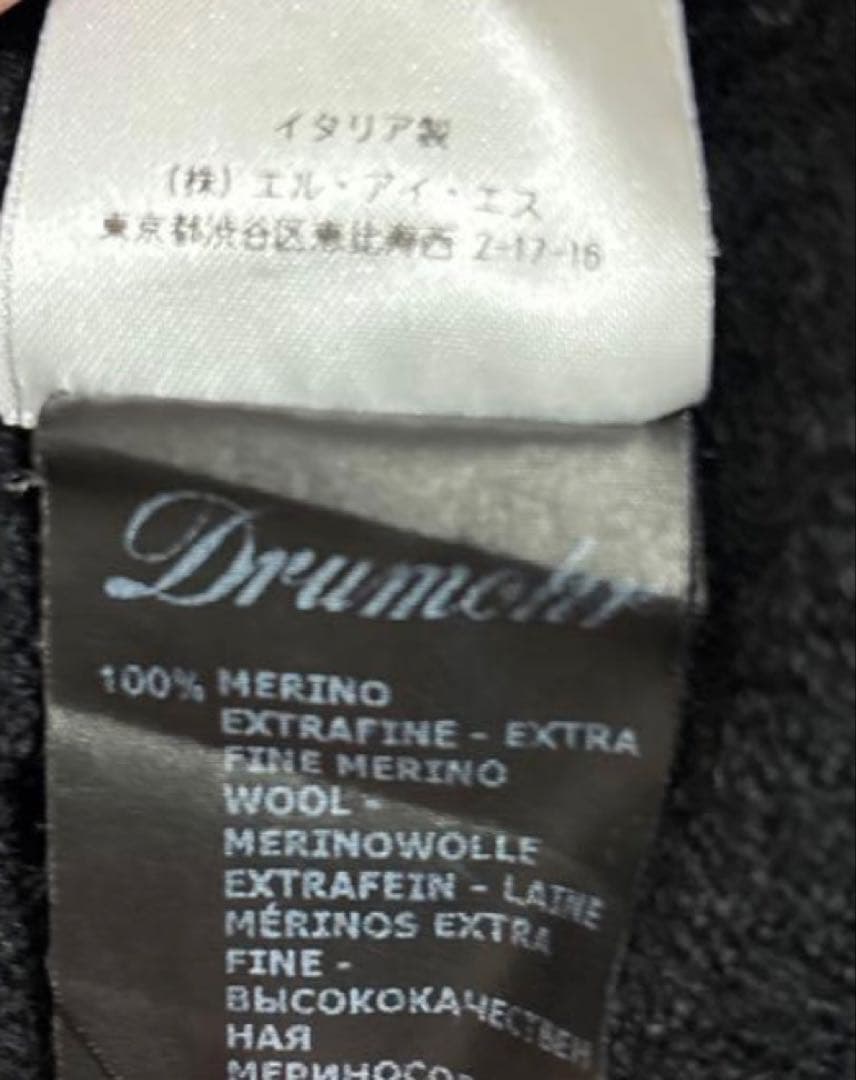 イタリア製
(株) エル・アイ・エス
東京都渋谷区恵比寿西 2-17-16
Drumohr
100% MERINO
EXTRAFINE - EXTRA
FINE MERINO
WOOL -
MERINOWOLLE
EXTRAFEIN - LAINE
MÉRINOS EXTRA
FINE -
ВЫСОКОКАЧЕСТВЕН
НАЯ
МЕРИНОСОВ